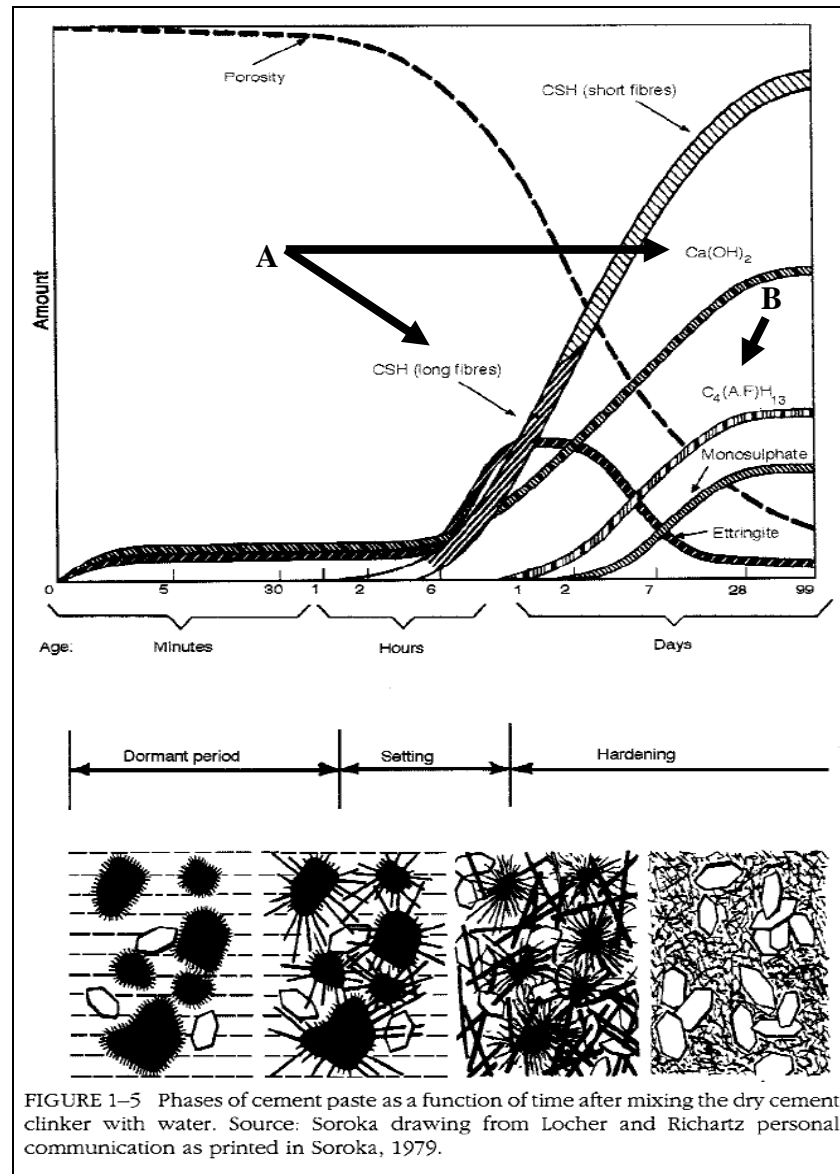 Porosity
CSH (short fibres)
A
Ca(OH)2
B
Amount
CSH (long fibres)
C4(A.F)H13
Monosulphate
Ettringite
0 5 30 1 2 6 1 2 7 28 99
Age: Minutes Hours Days
Dormant period Setting Hardening
FIGURE 1–5 Phases of cement paste as a function of time after mixing the dry cement
clinker with water. Source: Soroka drawing from Locher and Richartz personal
communication as printed in Soroka, 1979.